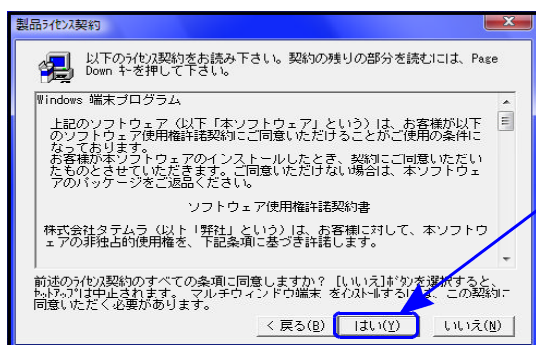 製品ﾗｲｾﾝｽ契約
以下のﾗｲｾﾝｽ契約をお読み下さい。契約の残りの部分を読むには、Page
Down キーを押して下さい。
Windows 端末プログラム
上記のソフトウェア（以下「本ソフトウェア」という）は、お客様が以下
のソフトウェア使用権許諾契約にご同意いただけることがご使用の条件に
なっております。
お客様が本ソフトウェアのインストールしたとき、契約にご同意いただい
たものとさせていただきます。ご同意いただけない場合は、本ソフトウェ
アのパッケージをご返品ください。
ソフトウェア使用権許諾契約書
株式会社タテムラ（以下「弊社」という）は、お客様に対して、本ソフトウ
ェアの非独占的使用権を、下記条項に基づき許諾します。
前述のﾗｲｾﾝｽ契約のすべての条項に同意しますか？ [いいえ]ﾎﾞﾀﾝを選択すると、
ｾｯﾄｱｯﾌﾟは中止されます。 マルチウィンドウ端末 をｲﾝｽﾄｰﾙするには、この契約に
同意いただく必要があります。
< 戻る(B)
はい(Y)
いいえ(N)